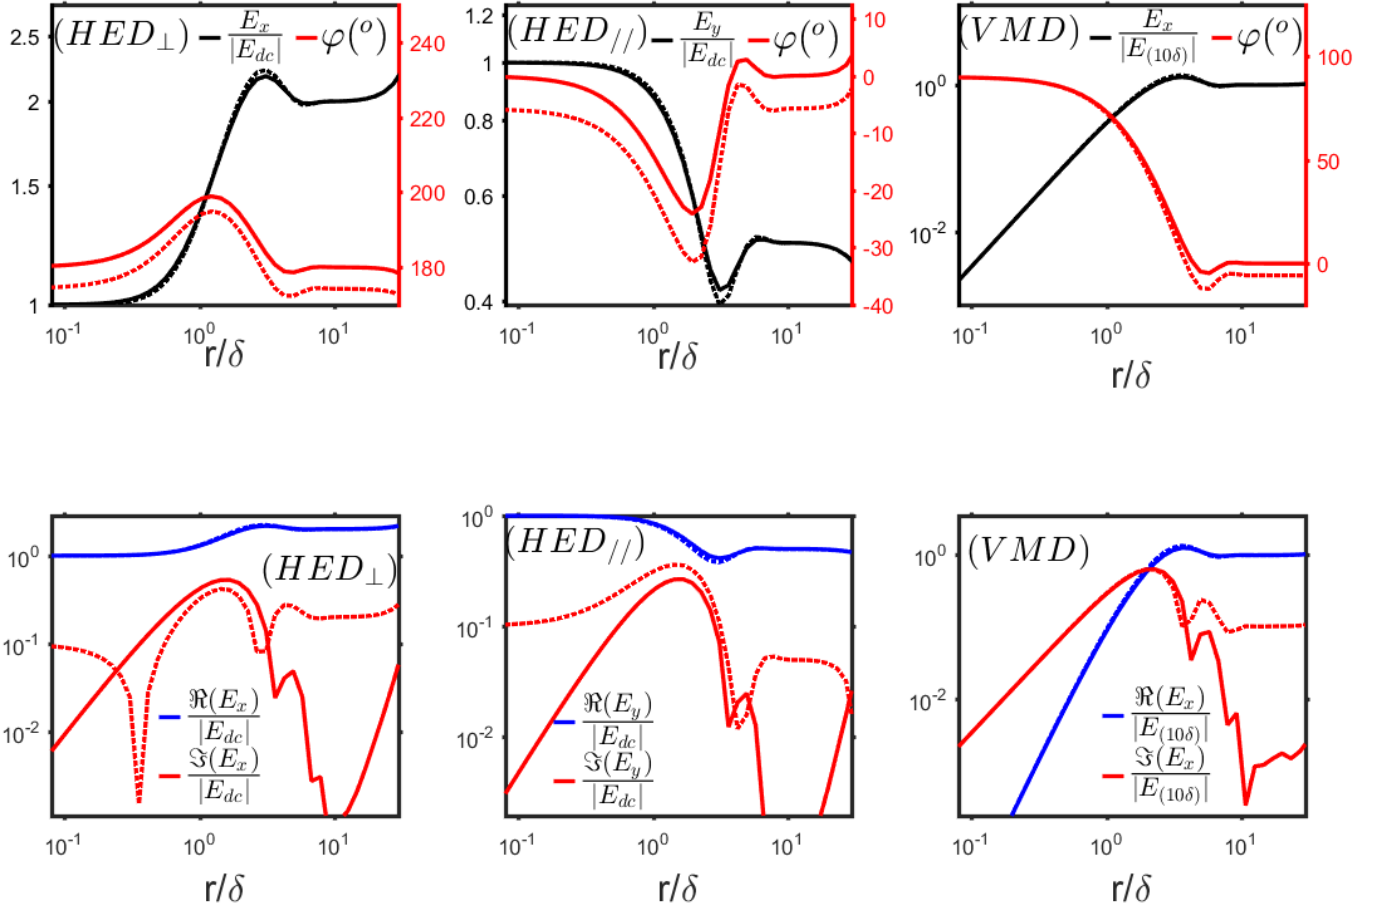 (HED⊥) E_x/|E_dc| φ(°)
2.5
2
1.5
1
240
220
200
180
10^-1 10^0 10^1
r/δ
(HED//) E_y/|E_dc| φ(°)
1.2
1
0.8
0.6
0.4
10
0
-10
-20
-30
-40
10^-1 10^0 10^1
r/δ
(VMD) E_x/|E_(10δ)| φ(°)
10^0
10^-2
100
50
0
10^-1 10^0 10^1
r/δ
(HED⊥)
10^0
10^-1
10^-2
ℜ(E_x)/|E_dc|
ℑ(E_x)/|E_dc|
10^-1 10^0 10^1
r/δ
(HED//)
10^0
10^-1
10^-2
ℜ(E_y)/|E_dc|
ℑ(E_y)/|E_dc|
10^-1 10^0 10^1
r/δ
(VMD)
10^0
10^-2
ℜ(E_x)/|E_(10δ)|
ℑ(E_x)/|E_(10δ)|
10^-1 10^0 10^1
r/δ